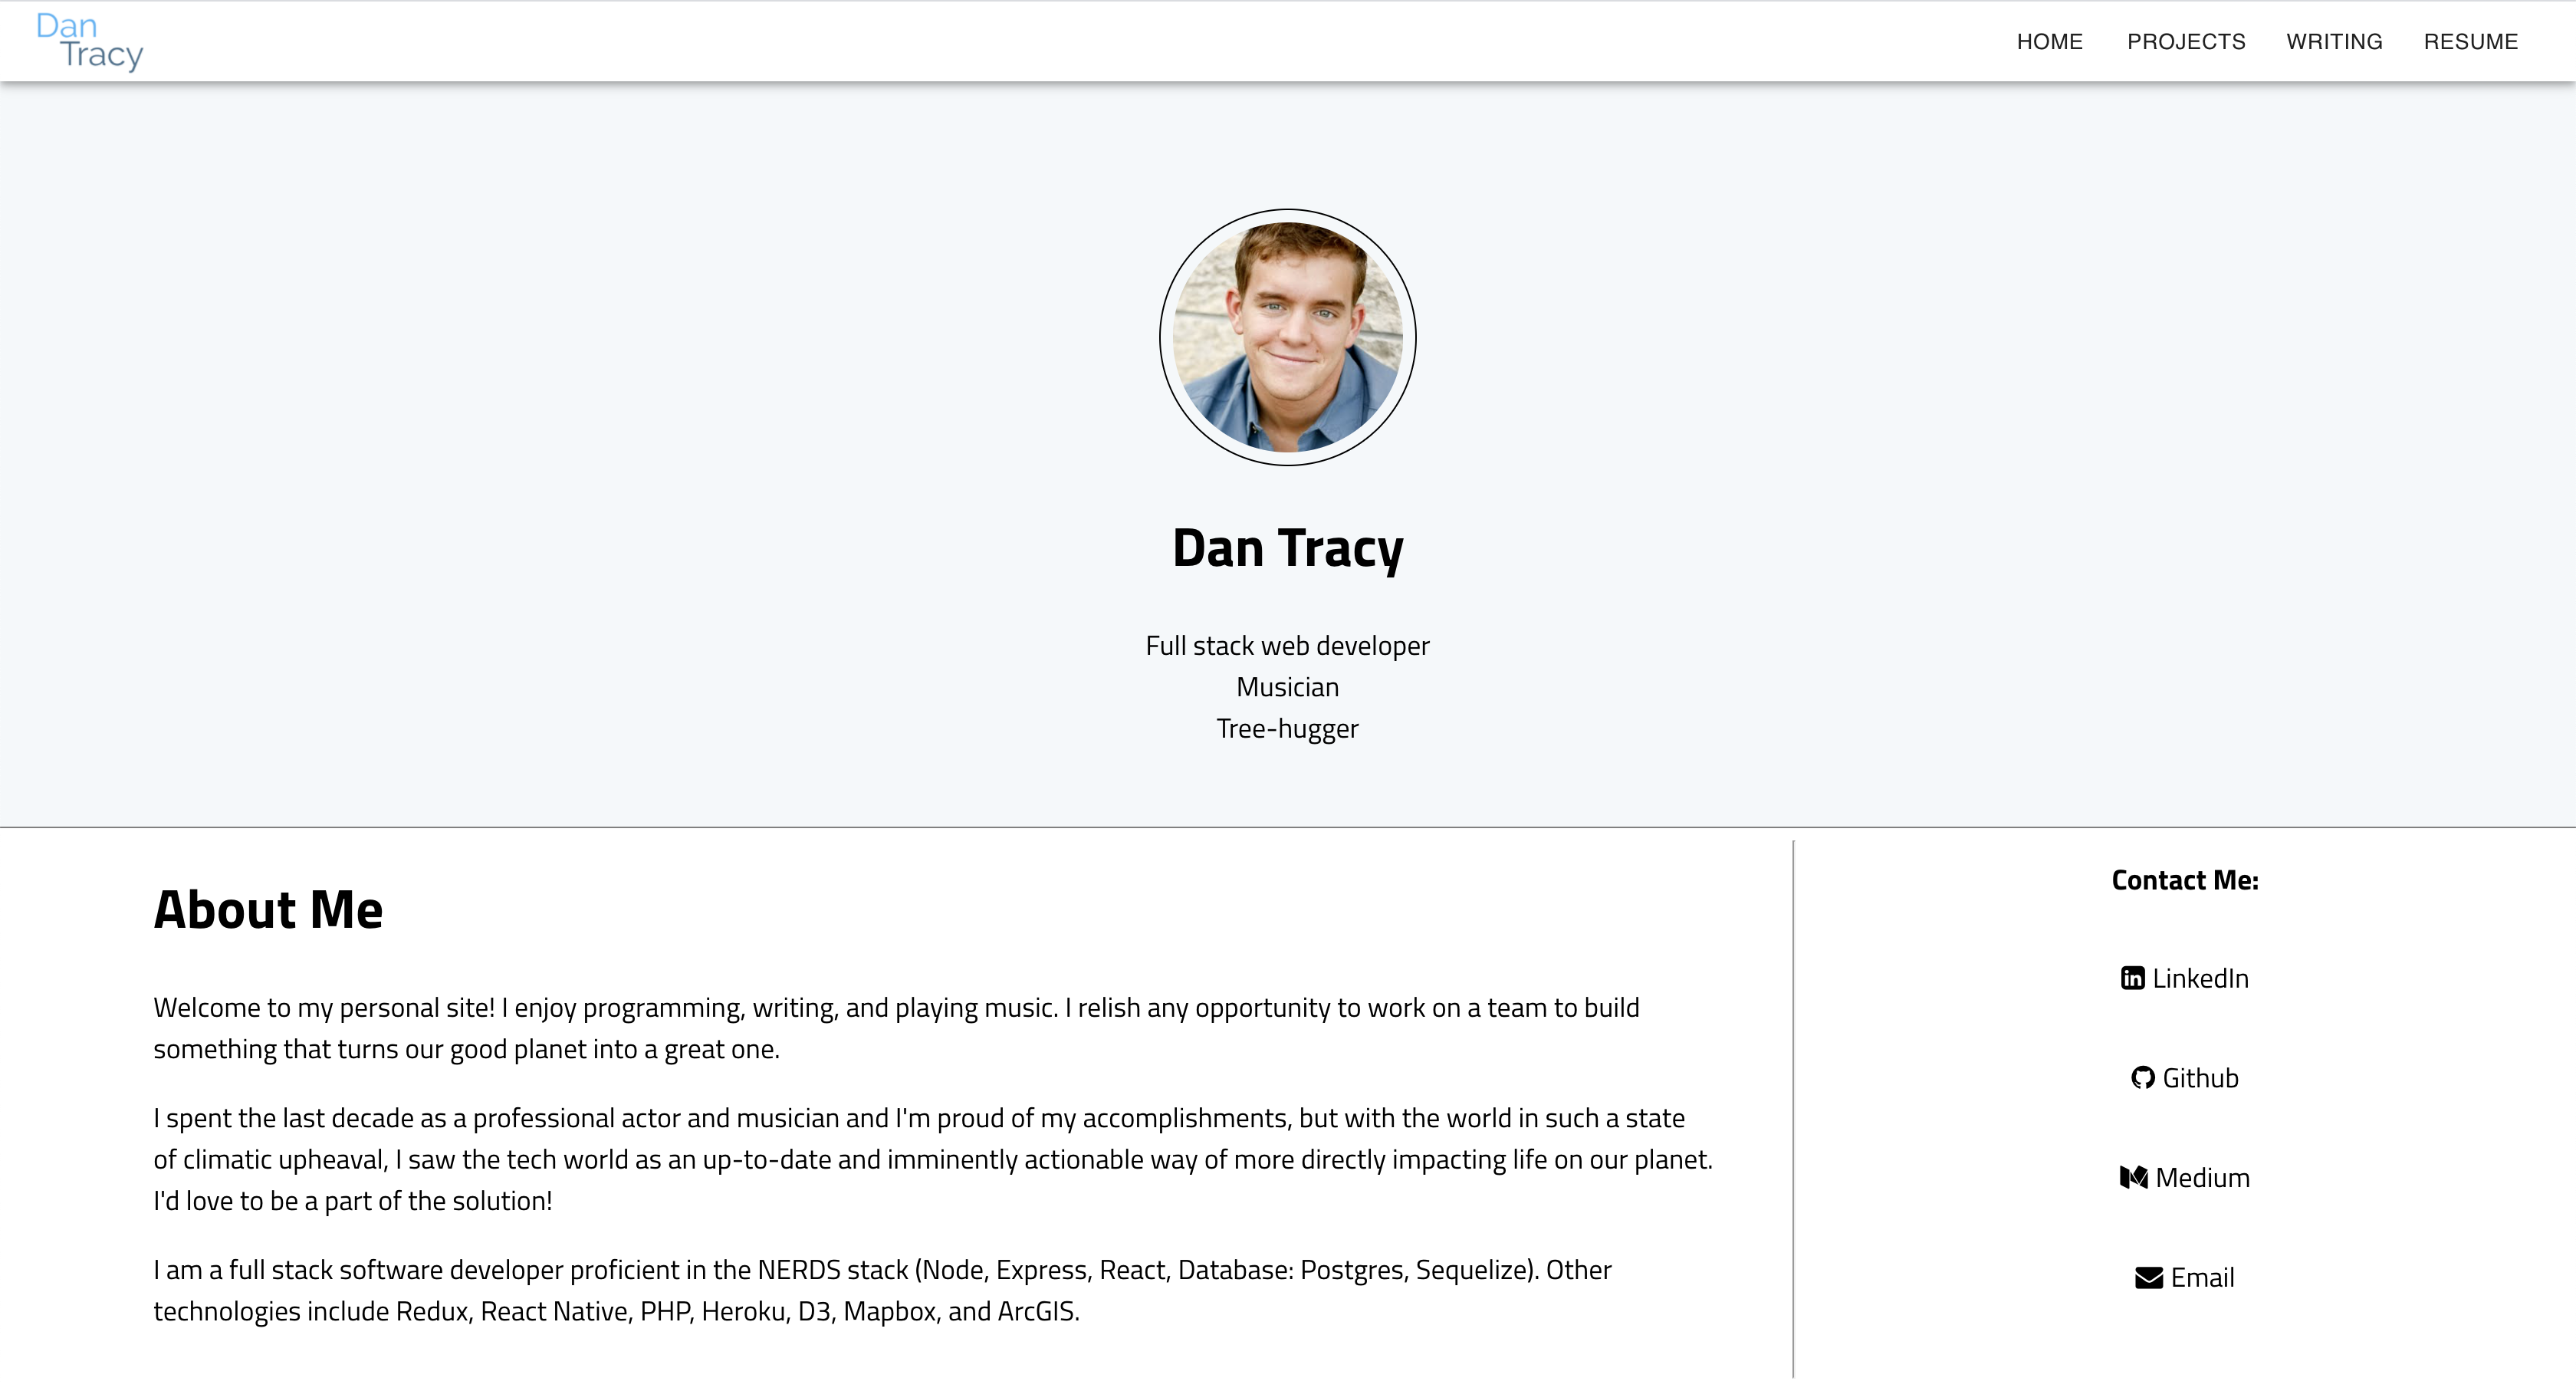 Dan
Tracy
HOME PROJECTS WRITING RESUME
Dan Tracy
Full stack web developer
Musician
Tree-hugger
About Me
Welcome to my personal site! I enjoy programming, writing, and playing music. I relish any opportunity to work on a team to build
something that turns our good planet into a great one.
I spent the last decade as a professional actor and musician and I'm proud of my accomplishments, but with the world in such a state
of climatic upheaval, I saw the tech world as an up-to-date and imminently actionable way of more directly impacting life on our planet.
I'd love to be a part of the solution!
I am a full stack software developer proficient in the NERDS stack (Node, Express, React, Database: Postgres, Sequelize). Other
technologies include Redux, React Native, PHP, Heroku, D3, Mapbox, and ArcGIS.
Contact Me:
in LinkedIn
Github
Medium
Email